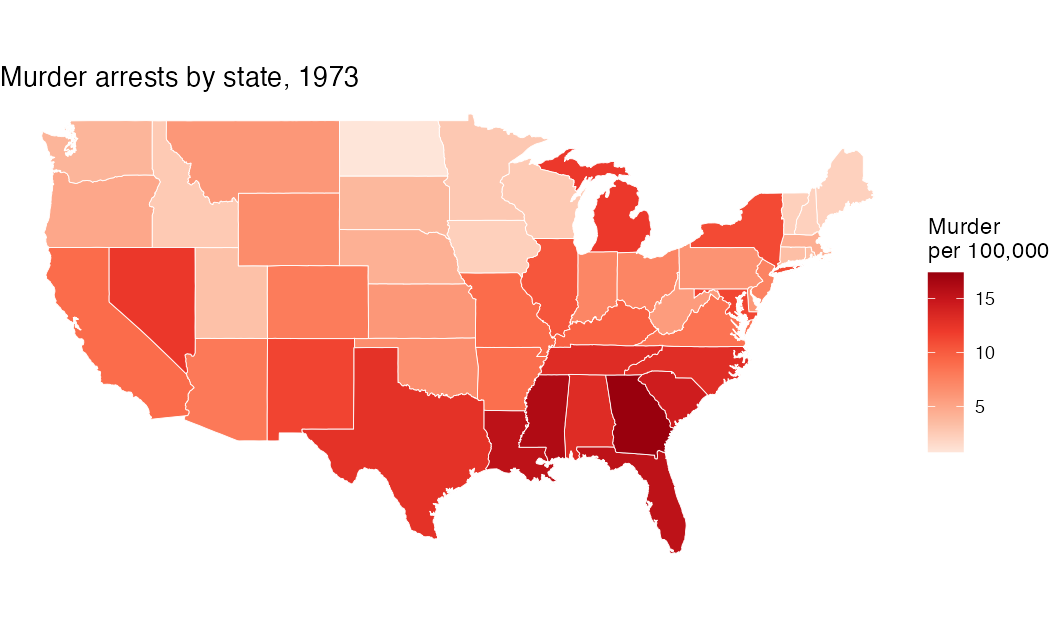 Murder arrests by state, 1973
Murder
per 100,000
15
10
5